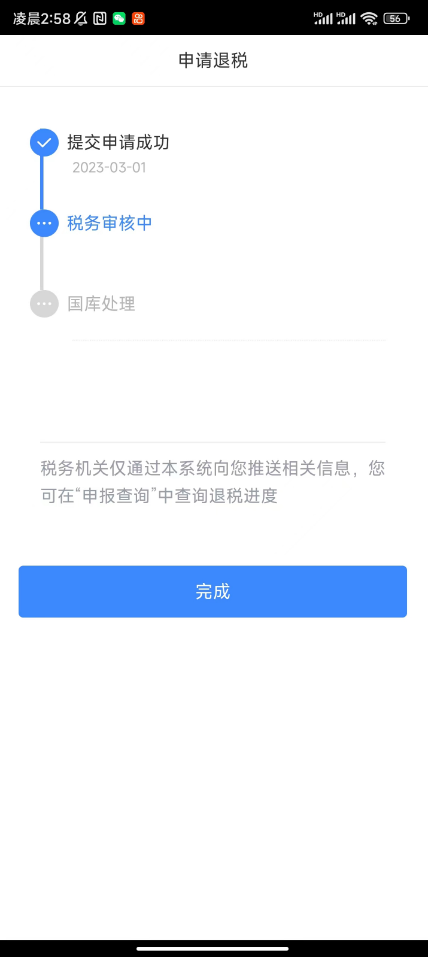 凌晨2:58 HD HD 56
申请退税
提交申请成功
2023-03-01
税务审核中
国库处理
税务机关仅通过本系统向您推送相关信息，您
可在“申报查询”中查询退税进度
完成